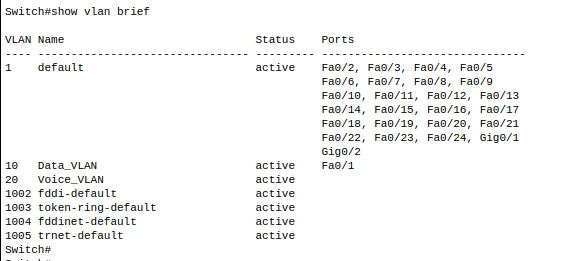 Switch#show vlan brief
VLAN Name                             Status    Ports
---- -------------------------------- --------- -------------------------------
1    default                          active    Fa0/2, Fa0/3, Fa0/4, Fa0/5
                                                Fa0/6, Fa0/7, Fa0/8, Fa0/9
                                                Fa0/10, Fa0/11, Fa0/12, Fa0/13
                                                Fa0/14, Fa0/15, Fa0/16, Fa0/17
                                                Fa0/18, Fa0/19, Fa0/20, Fa0/21
                                                Fa0/22, Fa0/23, Fa0/24, Gig0/1
                                                Gig0/2
10   Data_VLAN                        active    Fa0/1
20   Voice_VLAN                       active
1002 fddi-default                     active
1003 token-ring-default               active
1004 fddinet-default                  active
1005 trnet-default                    active
Switch#